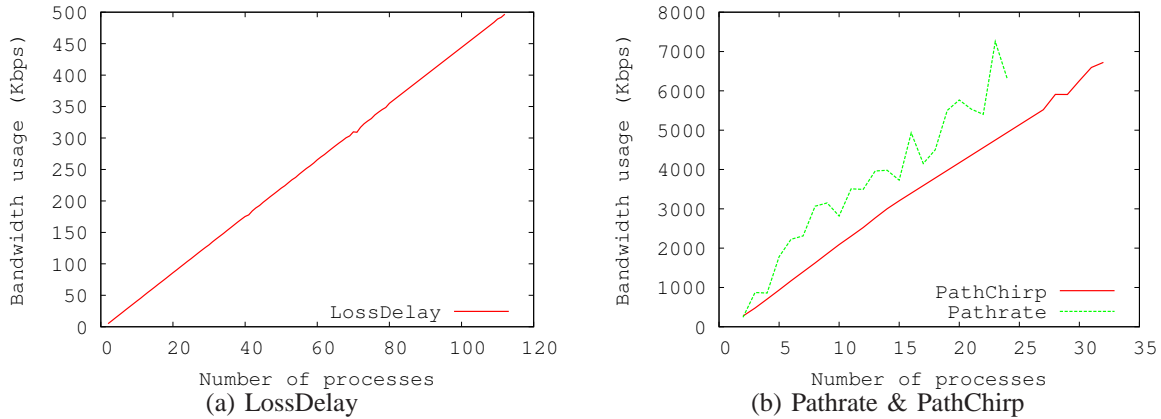 500
450
400
350
300
250
200
150
100
50
0
Bandwidth usage (Kbps)
LossDelay
0 20 40 60 80 100 120
Number of processes
(a) LossDelay
8000
7000
6000
5000
4000
3000
2000
1000
0
Bandwidth usage (Kbps)
PathChirp
Pathrate
0 5 10 15 20 25 30 35
Number of processes
(b) Pathrate & PathChirp